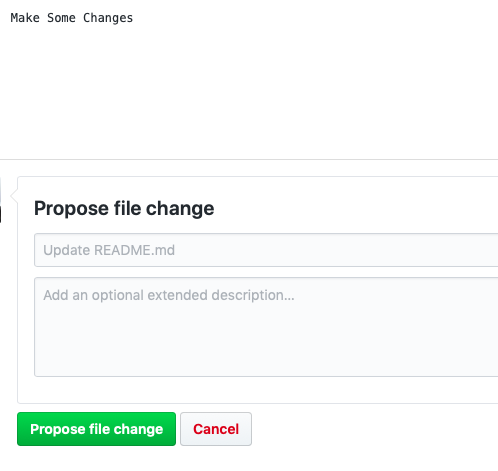 Make Some Changes
Propose file change
Update README.md
Add an optional extended description...
Propose file change Cancel